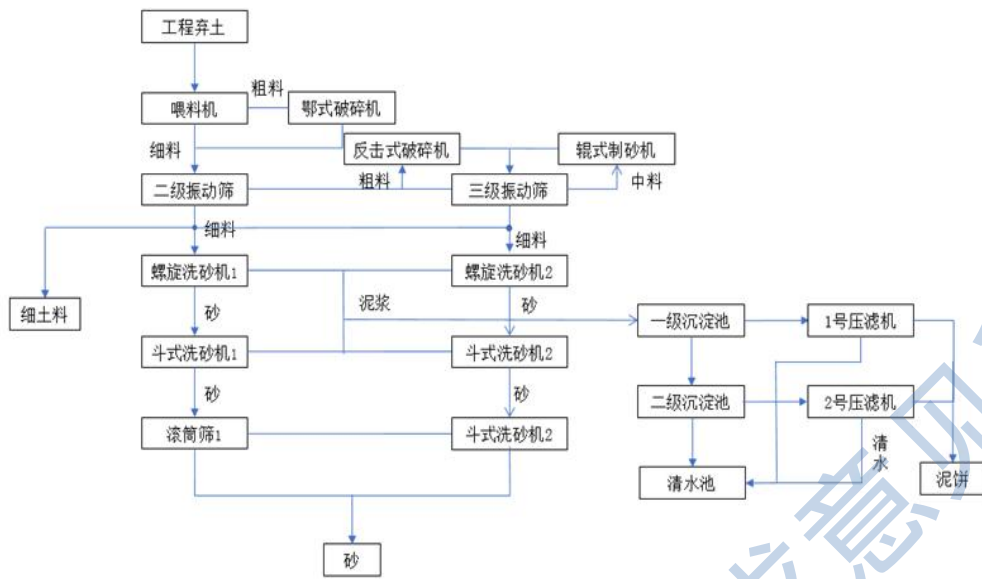 工程弃土
粗料
喂料机
鄂式破碎机
细料
反击式破碎机
辊式制砂机
二级振动筛
粗料
三级振动筛
中料
细料
细料
螺旋洗砂机1
螺旋洗砂机2
细土料
砂
泥浆
砂
一级沉淀池
1号压滤机
斗式洗砂机1
斗式洗砂机2
砂
砂
二级沉淀池
2号压滤机
滚筒筛1
斗式洗砂机2
清水
清水池
泥饼
砂
意见